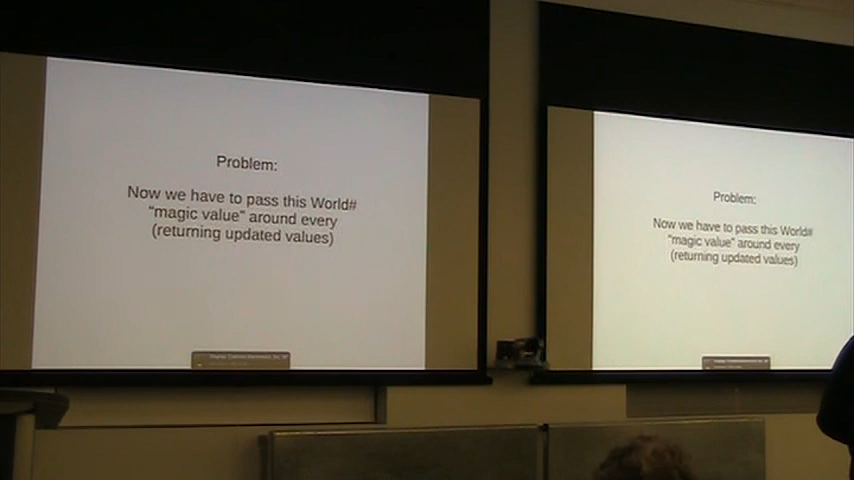 Problem:
Now we have to pass this World#
"magic value" around every
(returning updated values)
Problem:
Now we have to pass this World#
"magic value" around every
(returning updated values)